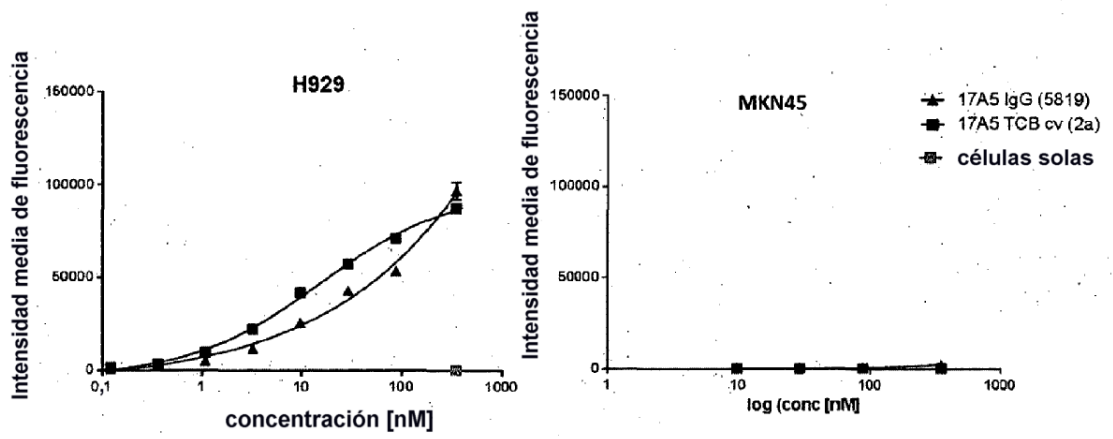 H929
Intensidad media de fluorescencia
150000
100000
50000
0
0,1
1
10
100
1000
concentración [nM]
MKN45
Intensidad media de fluorescencia
150000
100000
50000
0
1
10
100
1000
log (conc [nM]
17A5 IgG (5819)
17A5 TCB cv (2a)
células solas